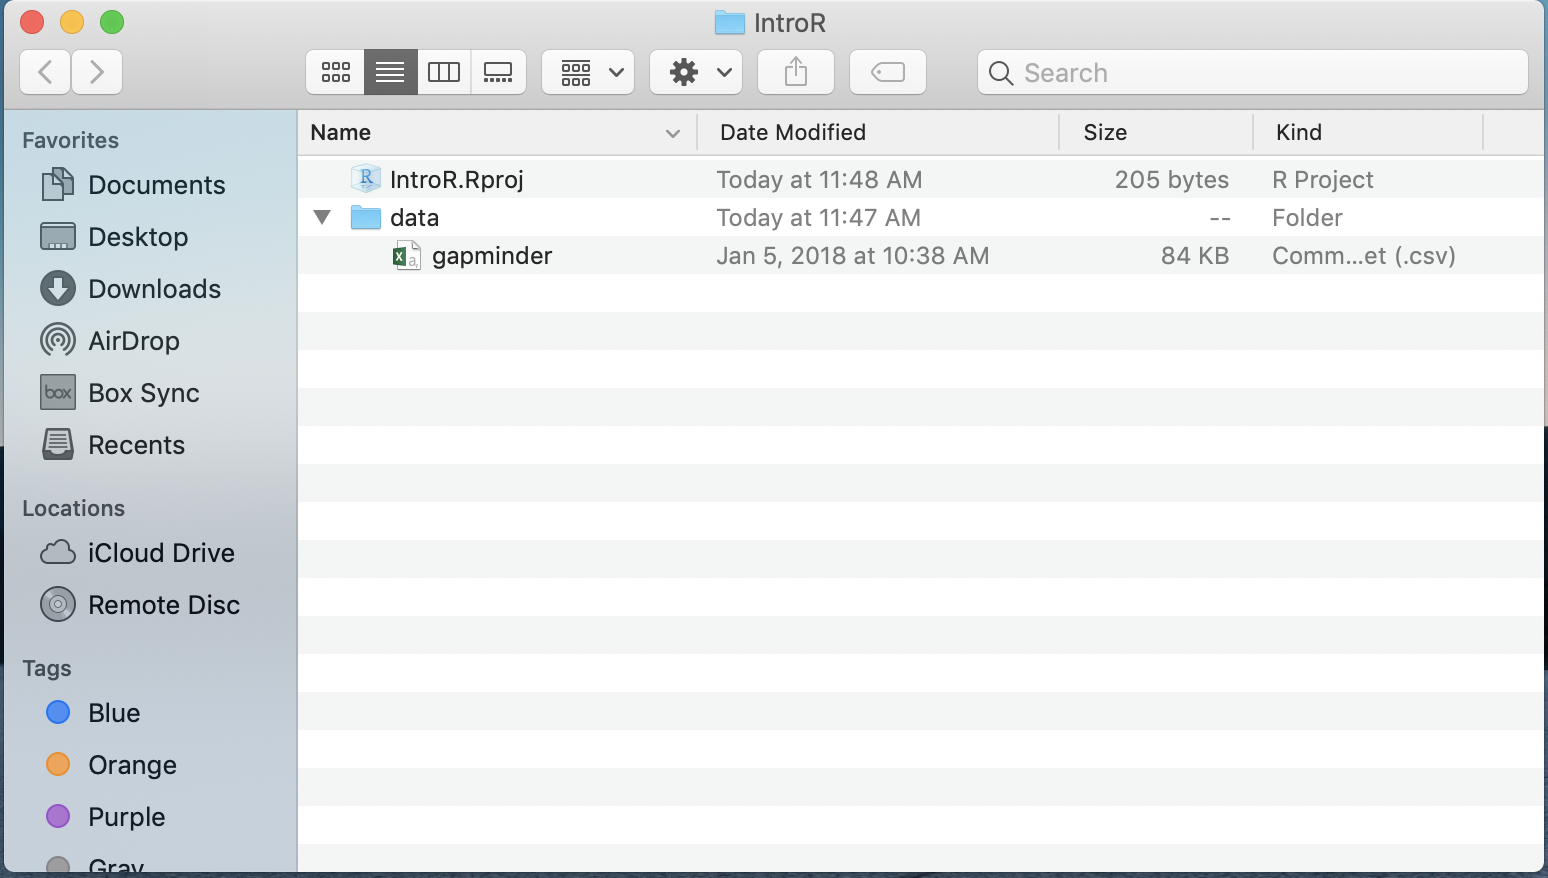 IntroR
Search
Favorites
Documents
Desktop
Downloads
AirDrop
box Box Sync
Recents
Locations
iCloud Drive
Remote Disc
Tags
Blue
Orange
Purple
Gray
Name Date Modified Size Kind
R IntroR.Rproj Today at 11:48 AM 205 bytes R Project
data Today at 11:47 AM -- Folder
X a, gapminder Jan 5, 2018 at 10:38 AM 84 KB Comm...et (.csv)